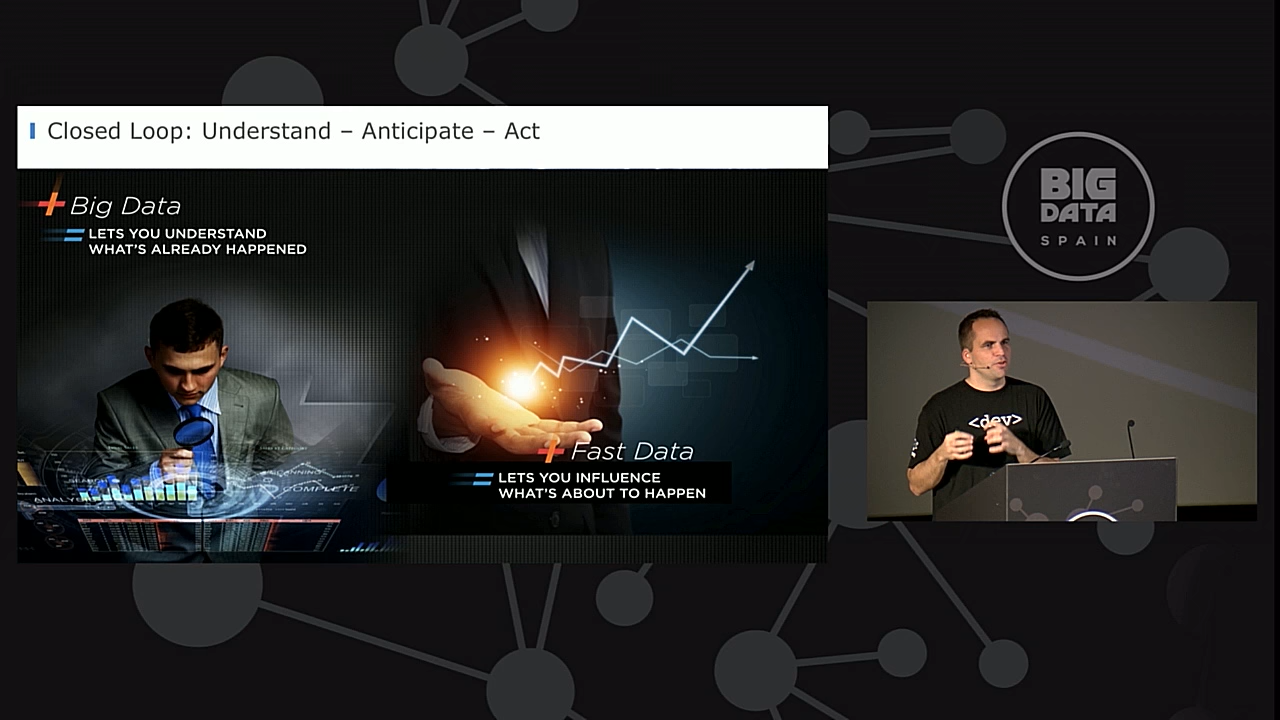 Closed Loop: Understand – Anticipate – Act
Big Data
LETS YOU UNDERSTAND
WHAT'S ALREADY HAPPENED
COMPLETE
Fast Data
LETS YOU INFLUENCE
WHAT'S ABOUT TO HAPPEN
BIG
DATA
SPAIN
<dev>